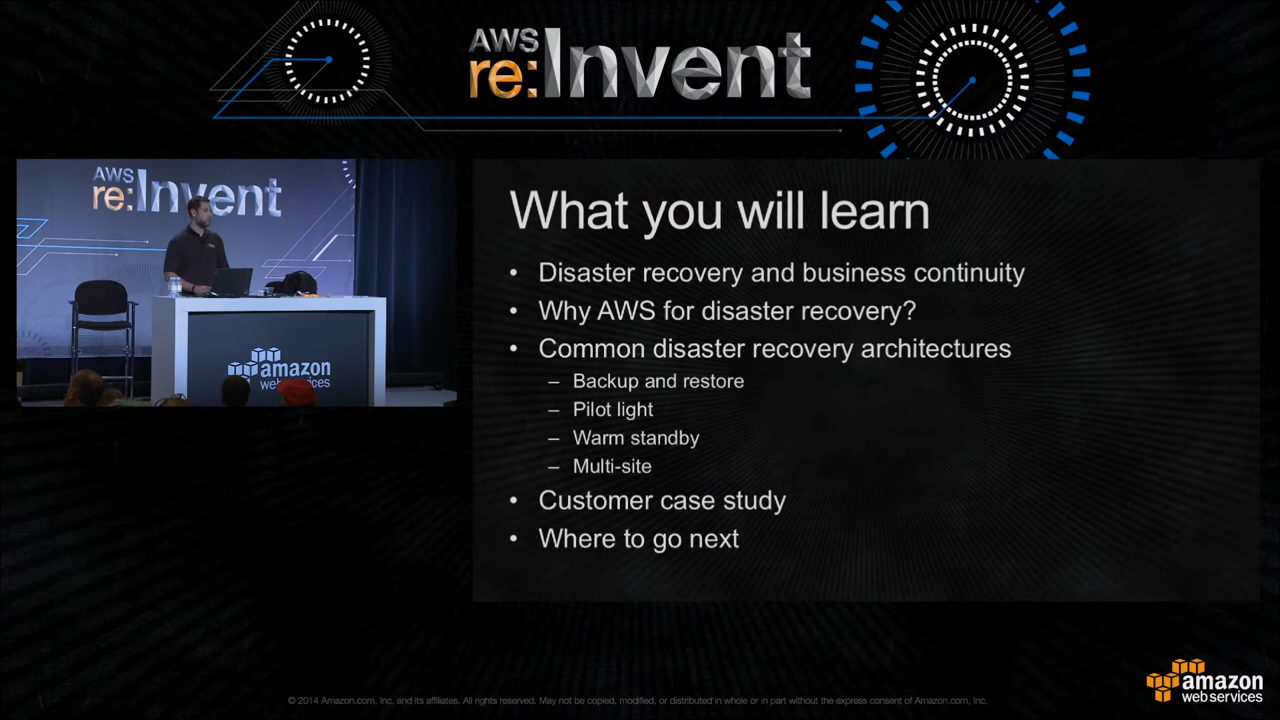 AWS
re:Invent
AWS
re:Invent
amazon
web services
What you will learn
• Disaster recovery and business continuity
• Why AWS for disaster recovery?
• Common disaster recovery architectures
– Backup and restore
– Pilot light
– Warm standby
– Multi-site
• Customer case study
• Where to go next
© 2014 Amazon.com, Inc. and its affiliates. All rights reserved. May not be copied, modified, or distributed in whole or in part without the express consent of Amazon.com, Inc.
amazon
web services